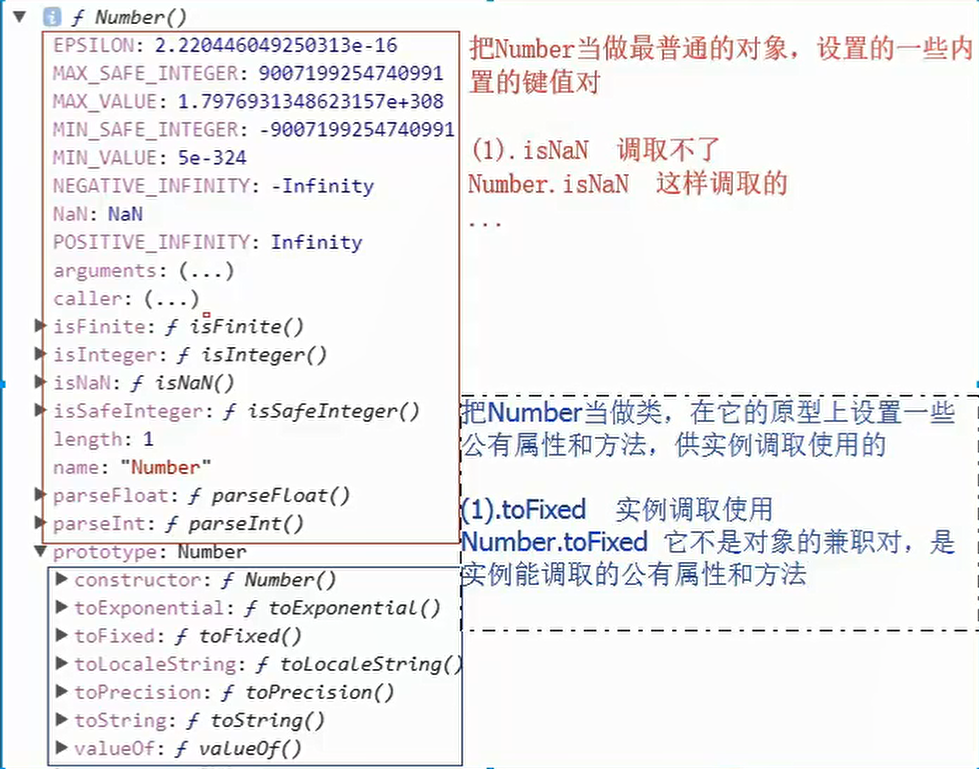 ƒ Number()
EPSILON: 2.220446049250313e-16
MAX_SAFE_INTEGER: 9007199254740991
MAX_VALUE: 1.7976931348623157e+308
MIN_SAFE_INTEGER: -9007199254740991
MIN_VALUE: 5e-324
NEGATIVE_INFINITY: -Infinity
NaN: NaN
POSITIVE_INFINITY: Infinity
arguments: (...)
caller: (...)
isFinite: ƒ isFinite()
isInteger: ƒ isInteger()
isNaN: ƒ isNaN()
isSafeInteger: ƒ isSafeInteger()
length: 1
name: "Number"
parseFloat: ƒ parseFloat()
parseInt: ƒ parseInt()
prototype: Number
constructor: ƒ Number()
toExponential: ƒ toExponential()
toFixed: ƒ toFixed()
toLocaleString: ƒ toLocaleString()
toPrecision: ƒ toPrecision()
toString: ƒ toString()
valueOf: ƒ valueOf()
把Number当做最普通的对象，设置的一些内
置的键值对
(1).isNaN 调取不了
Number.isNaN 这样调取的
...
把Number当做类，在它的原型上设置一些
公有属性和方法，供实例调取使用的
(1).toFixed 实例调取使用
Number.toFixed 它不是对象的兼职对，是
实例能调取的公有属性和方法